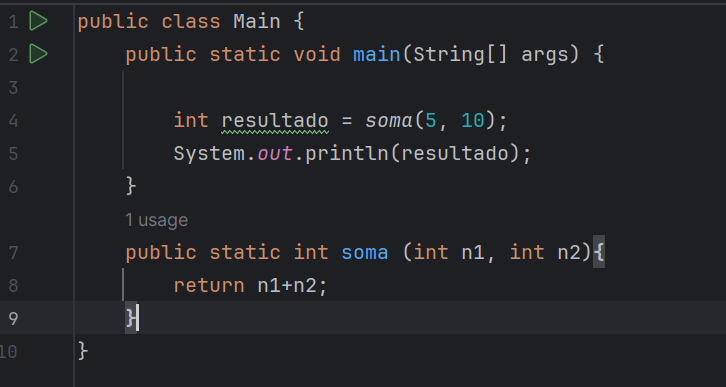 1 public class Main {
2 public static void main(String[] args) {
3
4 int resultado = soma(5, 10);
5 System.out.println(resultado);
6 }
1 usage
7 public static int soma (int n1, int n2){
8 return n1+n2;
9 }
10 }